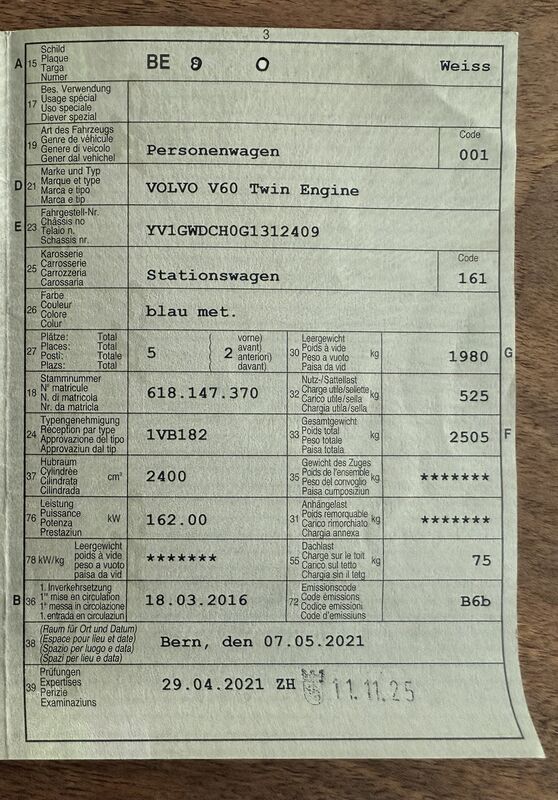 3
A 15 Schild
Plaque
Targa
Numer
BE 9 0 Weiss
17 Bes. Verwendung
Usage spécial
Uso speciale
Diever spezial
19 Art des Fahrzeugs
Genre de véhicule
Genere di veicolo
Gener dal vehichel
Personenwagen
Code
001
D 21 Marke und Typ
Marque et type
Marca e tipo
Marca e tip
VOLVO V60 Twin Engine
E 23 Fahrgestell-Nr.
Châssis no
Telaio n.
Schassis nr.
YV1GWDCH0G1312409
25 Karosserie
Carrosserie
Carrozzeria
Carossaria
Stationswagen
Code
161
26 Farbe
Couleur
Colore
Colur
blau met.
27 Plätze: Total
Places: Total
Posti: Totale
Plazs: Total
5
2 vorne)
avant)
anteriori)
davant)
30 Leergewicht
Poids à vide
Peso a vuoto
Paisa da vid
kg
1980 G
18 Stammnummer
N° matricule
N. di matricola
Nr. da matricla
618.147.370
32 Nutz-/Sattellast
Charge utile/sellette
Carico utile/sella
Chargia utila/sella
kg
525
24 Typengenehmigung
Réception par type
Approvazione del tipo
Approvaziun dal tip
1VB182
33 Gesamtgewicht
Poids total
Peso totale
Paisa totala
kg
2505 F
37 Hubraum
Cylindrée
Cilindrata
Cilindrada
cm³
2400
35 Gewicht des Zuges
Poids de l'ensemble
Peso del convoglio
Paisa cumposiziun
kg
*******
76 Leistung
Puissance
Potenza
Prestaziun
kW
162.00
31 Anhängelast
Poids remorquable
Carico rimorchiato
Chargia annexa
kg
*******
78 kW/kg Leergewicht
poids à vide
peso a vuoto
paisa da vid
*******
55 Dachlast
Charge sur le toit
Carico sul tetto
Chargia sin il tetg
kg
75
B 36 1. Inverkehrsetzung
1re mise en circulation
1a messa in circolazione
1. entrada en circulaziun
18.03.2016
72 Emissionscode
Code émissions
Codice emissioni
Code d'emissiuns
B6b
38 (Raum für Ort und Datum)
(Espace pour lieu et date)
(Spazio per luogo e data)
(Spazi per lieu e data)
Bern, den 07.05.2021
39 Prüfungen
Expertises
Perizie
Examinaziuns
29.04.2021 ZH 11.11.25